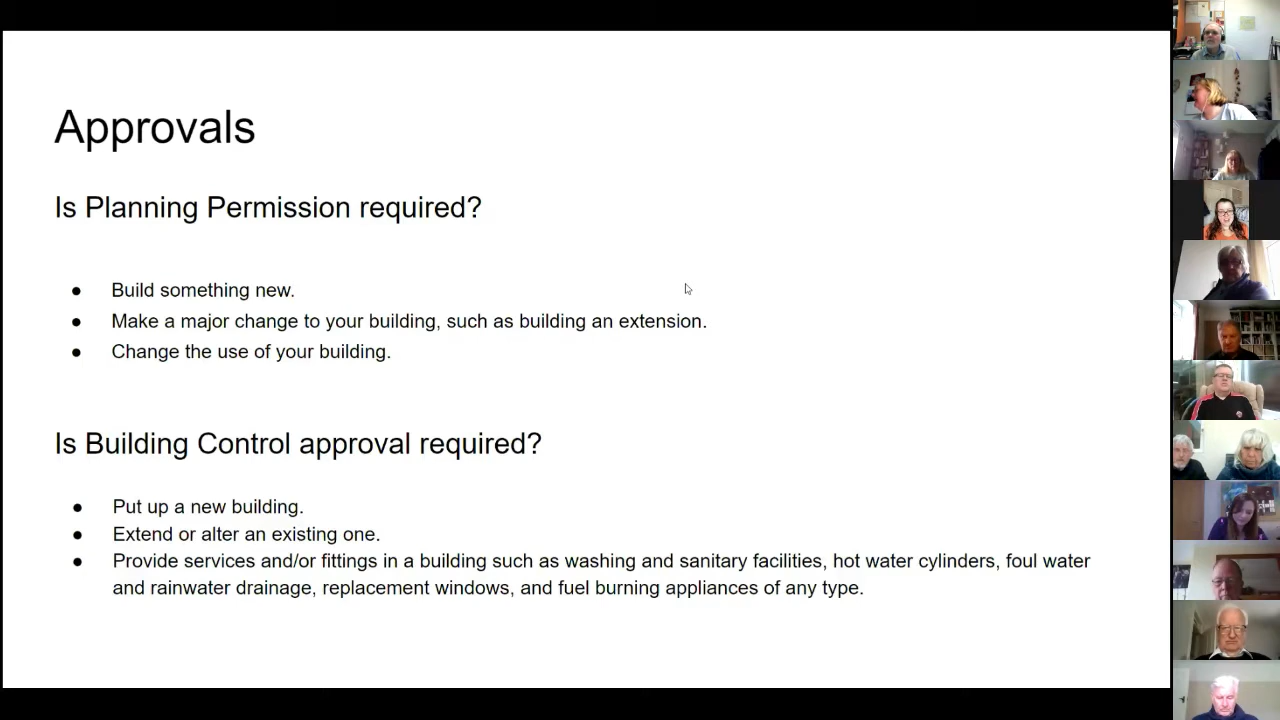 Approvals
Is Planning Permission required?
● Build something new.
● Make a major change to your building, such as building an extension.
● Change the use of your building.
Is Building Control approval required?
● Put up a new building.
● Extend or alter an existing one.
● Provide services and/or fittings in a building such as washing and sanitary facilities, hot water cylinders, foul water
and rainwater drainage, replacement windows, and fuel burning appliances of any type.